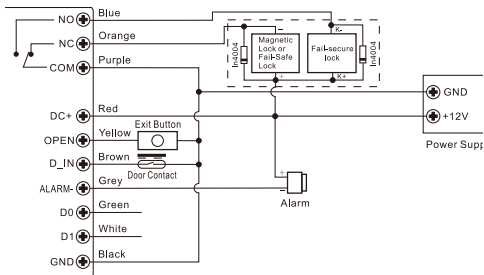 NO Blue
NC Orange
COM Purple
DC+ Red
OPEN Yellow
Exit Button
D_IN Brown
Door Contact
ALARM- Grey
D0 Green
D1 White
GND Black
In4004
-
Magnetic
Lock or
Fail-Safe
Lock
+
K-
Fail-secure
lock
K+
In4004
GND
+12V
Power Supp
+
-
Alarm